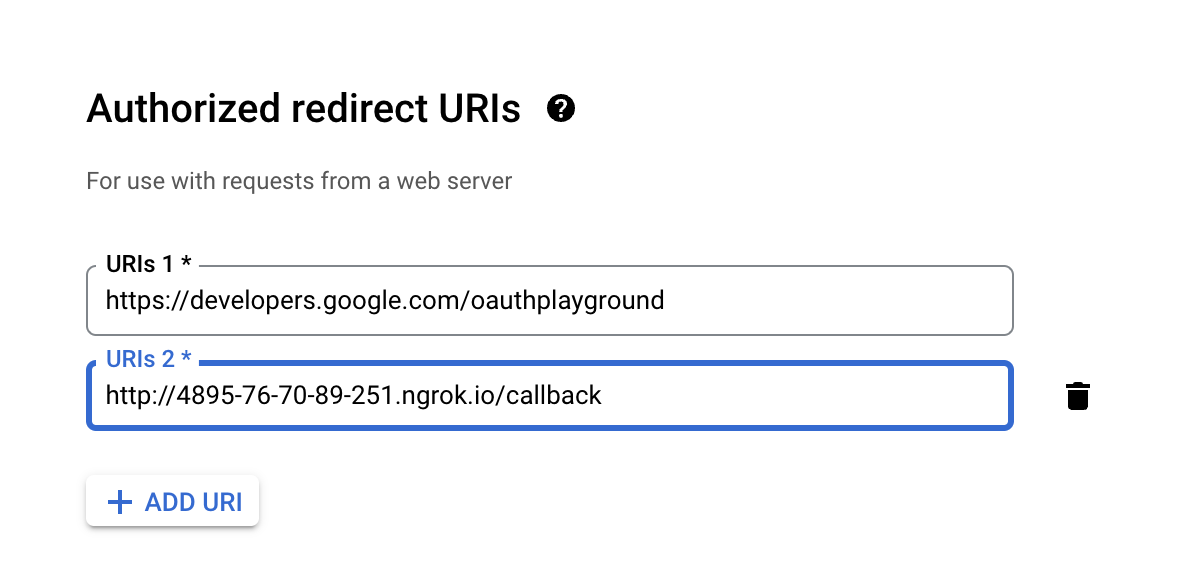 Authorized redirect URIs ?
For use with requests from a web server
URIs 1 *
https://developers.google.com/oauthplayground
URIs 2 *
http://4895-76-70-89-251.ngrok.io/callback
+ ADD URI